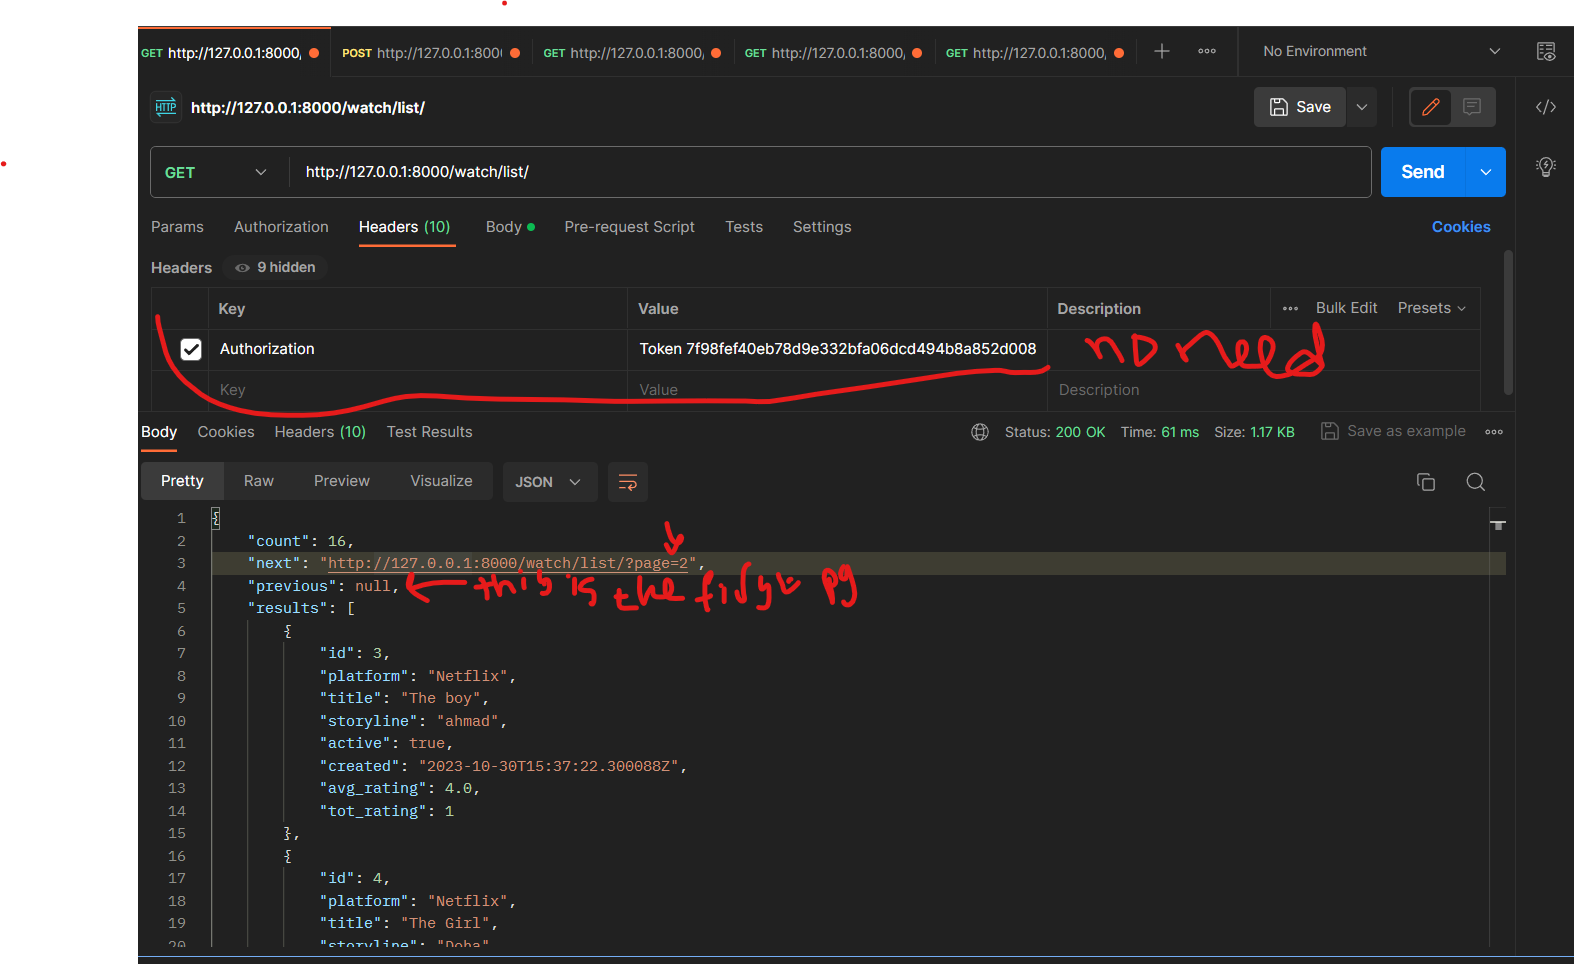 GET http://127.0.0.1:8000, POST http://127.0.0.1:800( GET http://127.0.0.1:8000, GET http://127.0.0.1:8000, GET http://127.0.0.1:8000, No Environment
HTTP http://127.0.0.1:8000/watch/list/ Save
GET http://127.0.0.1:8000/watch/list/ Send
Params Authorization Headers (10) Body Pre-request Script Tests Settings Cookies
Headers 9 hidden
Key Value Description Bulk Edit Presets
Authorization Token 7f98fef40eb78d9e332bfa06dcd494b8a852d008 no need
Key Value Description
Body Cookies Headers (10) Test Results Status: 200 OK Time: 61 ms Size: 1.17 KB Save as example
Pretty Raw Preview Visualize JSON
1 {
2 "count": 16,
3 "next": "http://127.0.0.1:8000/watch/list/?page=2",
4 "previous": null, this is the first pg
5 "results": [
6 {
7 "id": 3,
8 "platform": "Netflix",
9 "title": "The boy",
10 "storyline": "ahmad",
11 "active": true,
12 "created": "2023-10-30T15:37:22.300088Z",
13 "avg_rating": 4.0,
14 "tot_rating": 1
15 },
16 {
17 "id": 4,
18 "platform": "Netflix",
19 "title": "The Girl",
20 "storyline": "Doha"